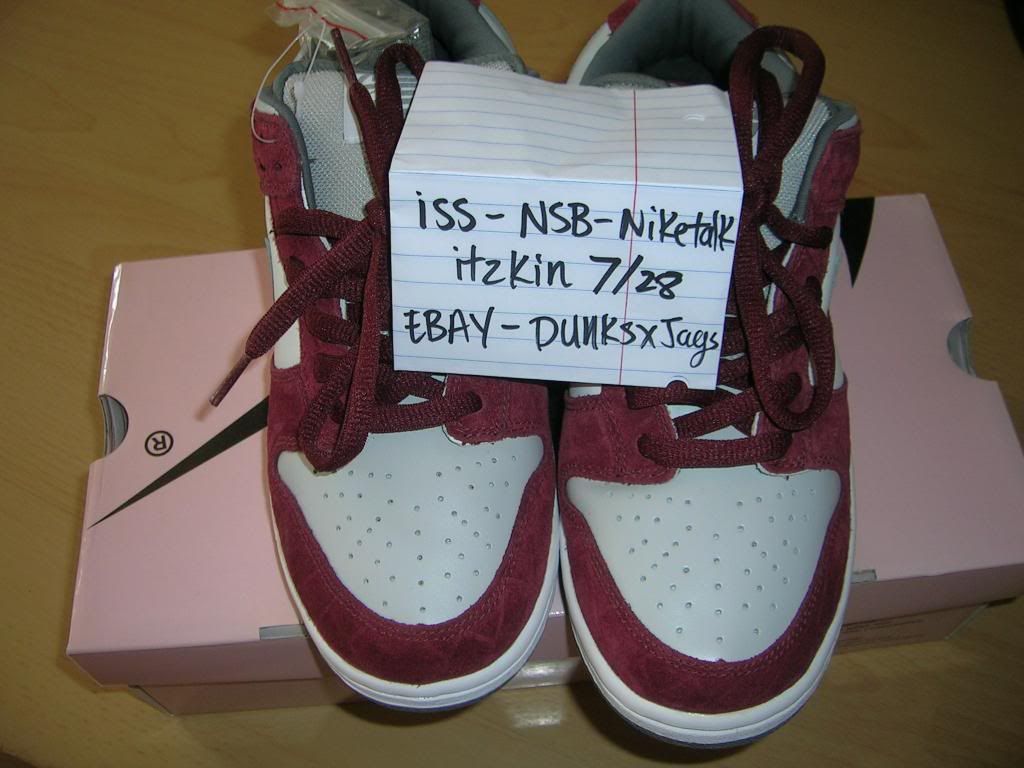 iSS - NSB - Niketalk
itzkin 7/28
EBAY - DUNKSxJags
®